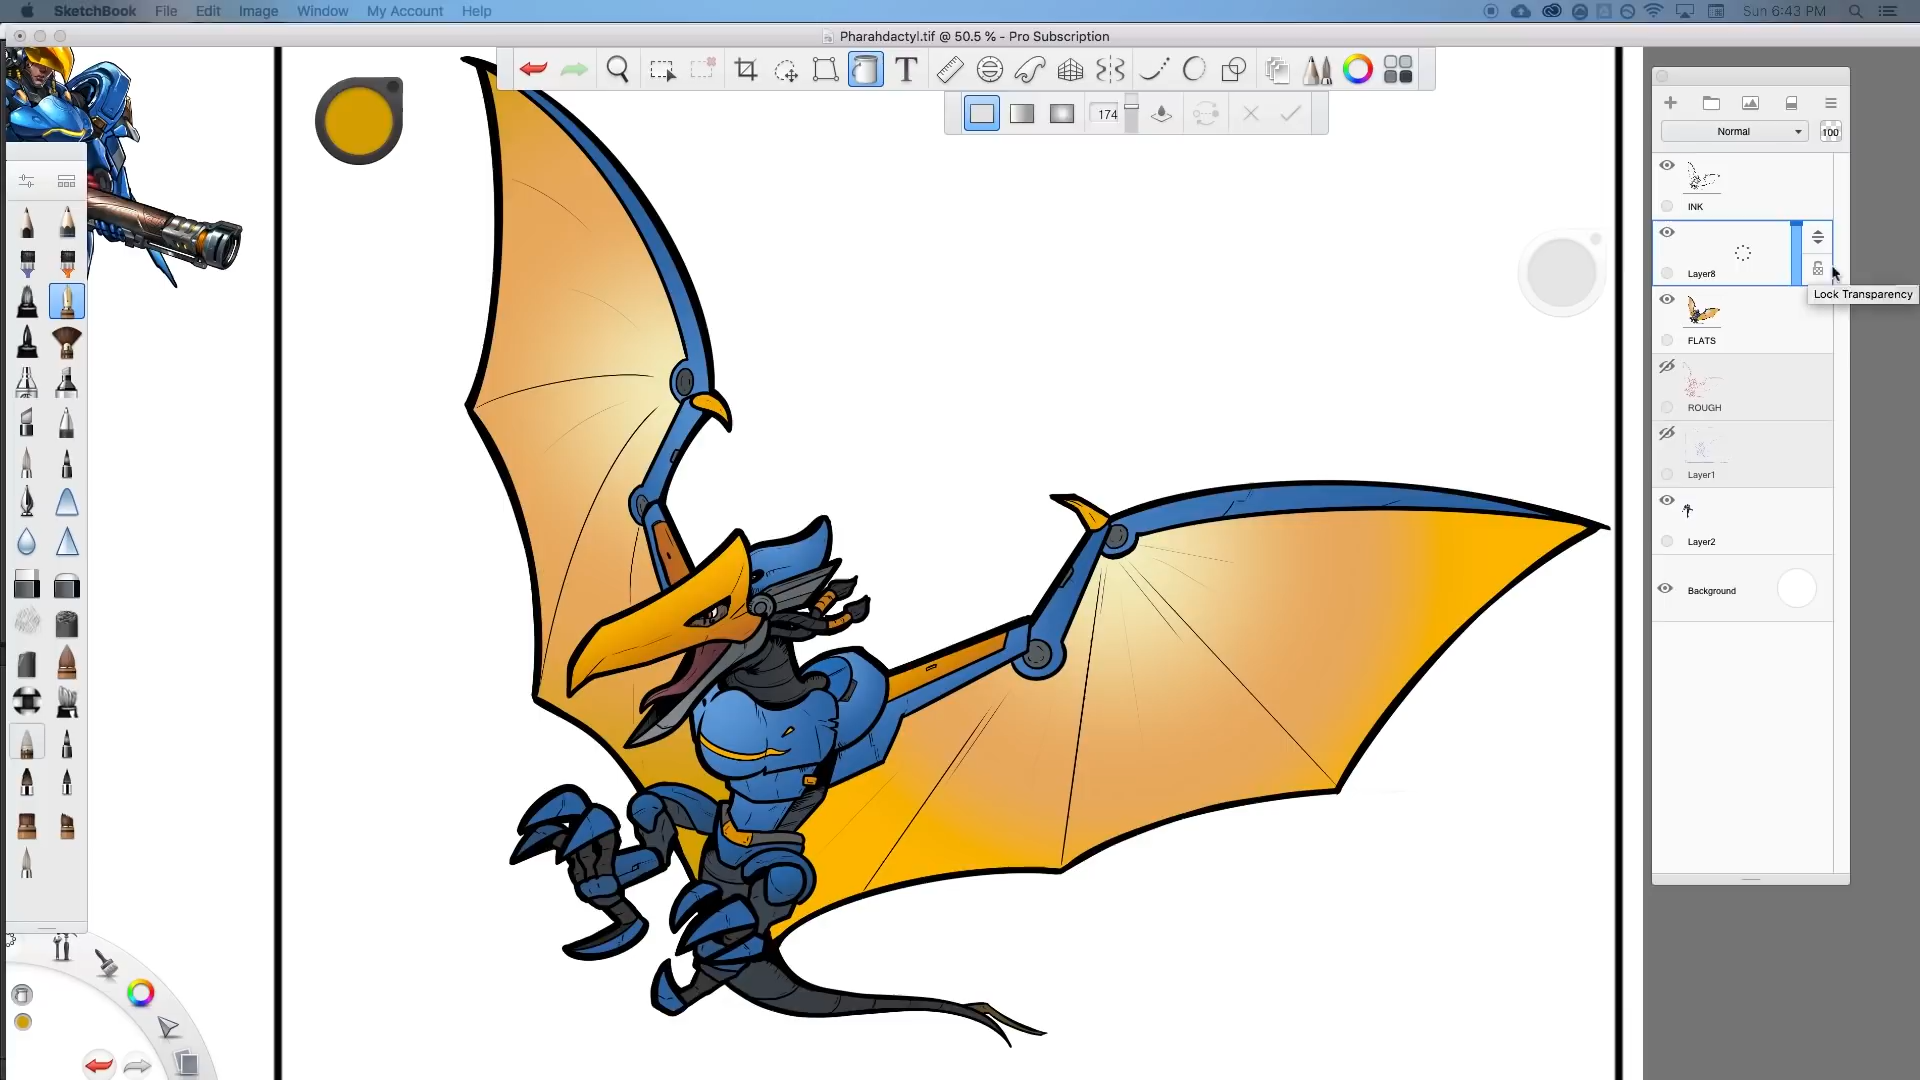 SketchBook File Edit Image Window My Account Help
Sun 6:43 PM
Pharahdactyl.tif @ 50.5 % - Pro Subscription
T
174
Normal
100
INK
Layer8
Lock Transparency
FLATS
ROUGH
Layer1
Layer2
Background